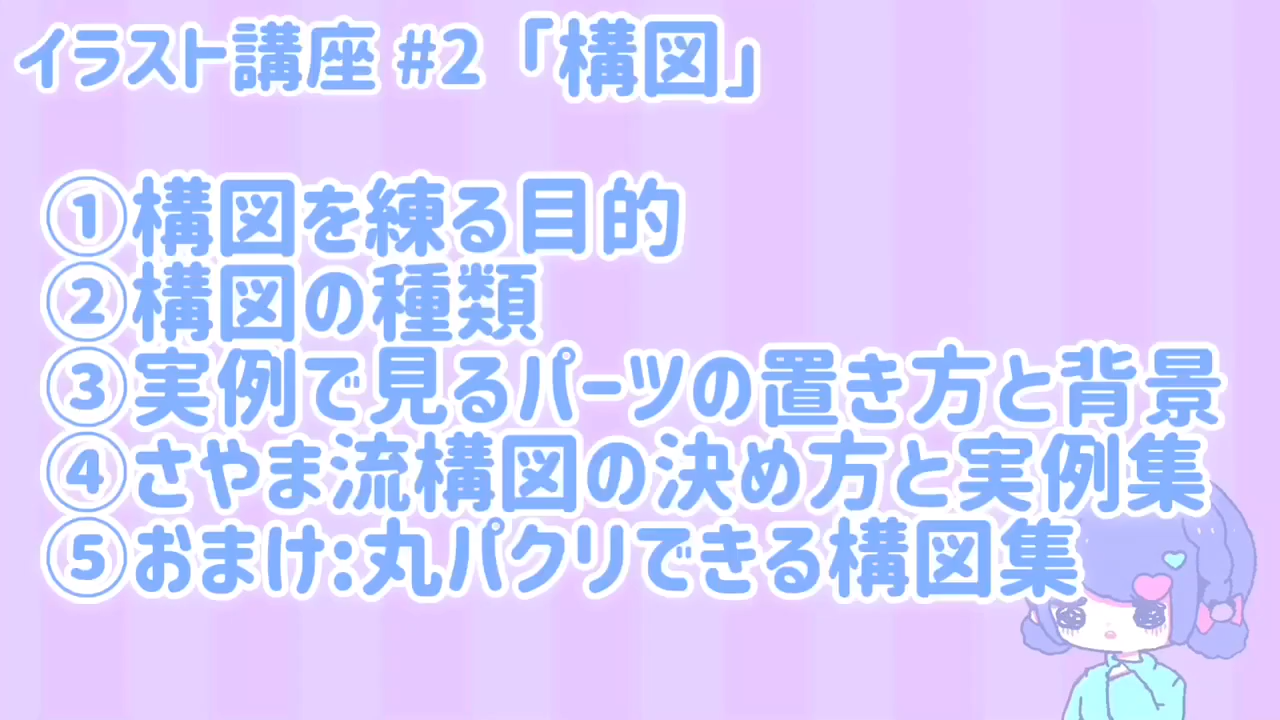 イラスト講座 #2「構図」
①構図を練る目的
②構図の種類
③実例で見るパーツの置き方と背景
④さやま流構図の決め方と実例集
⑤おまけ:丸パクリできる構図集